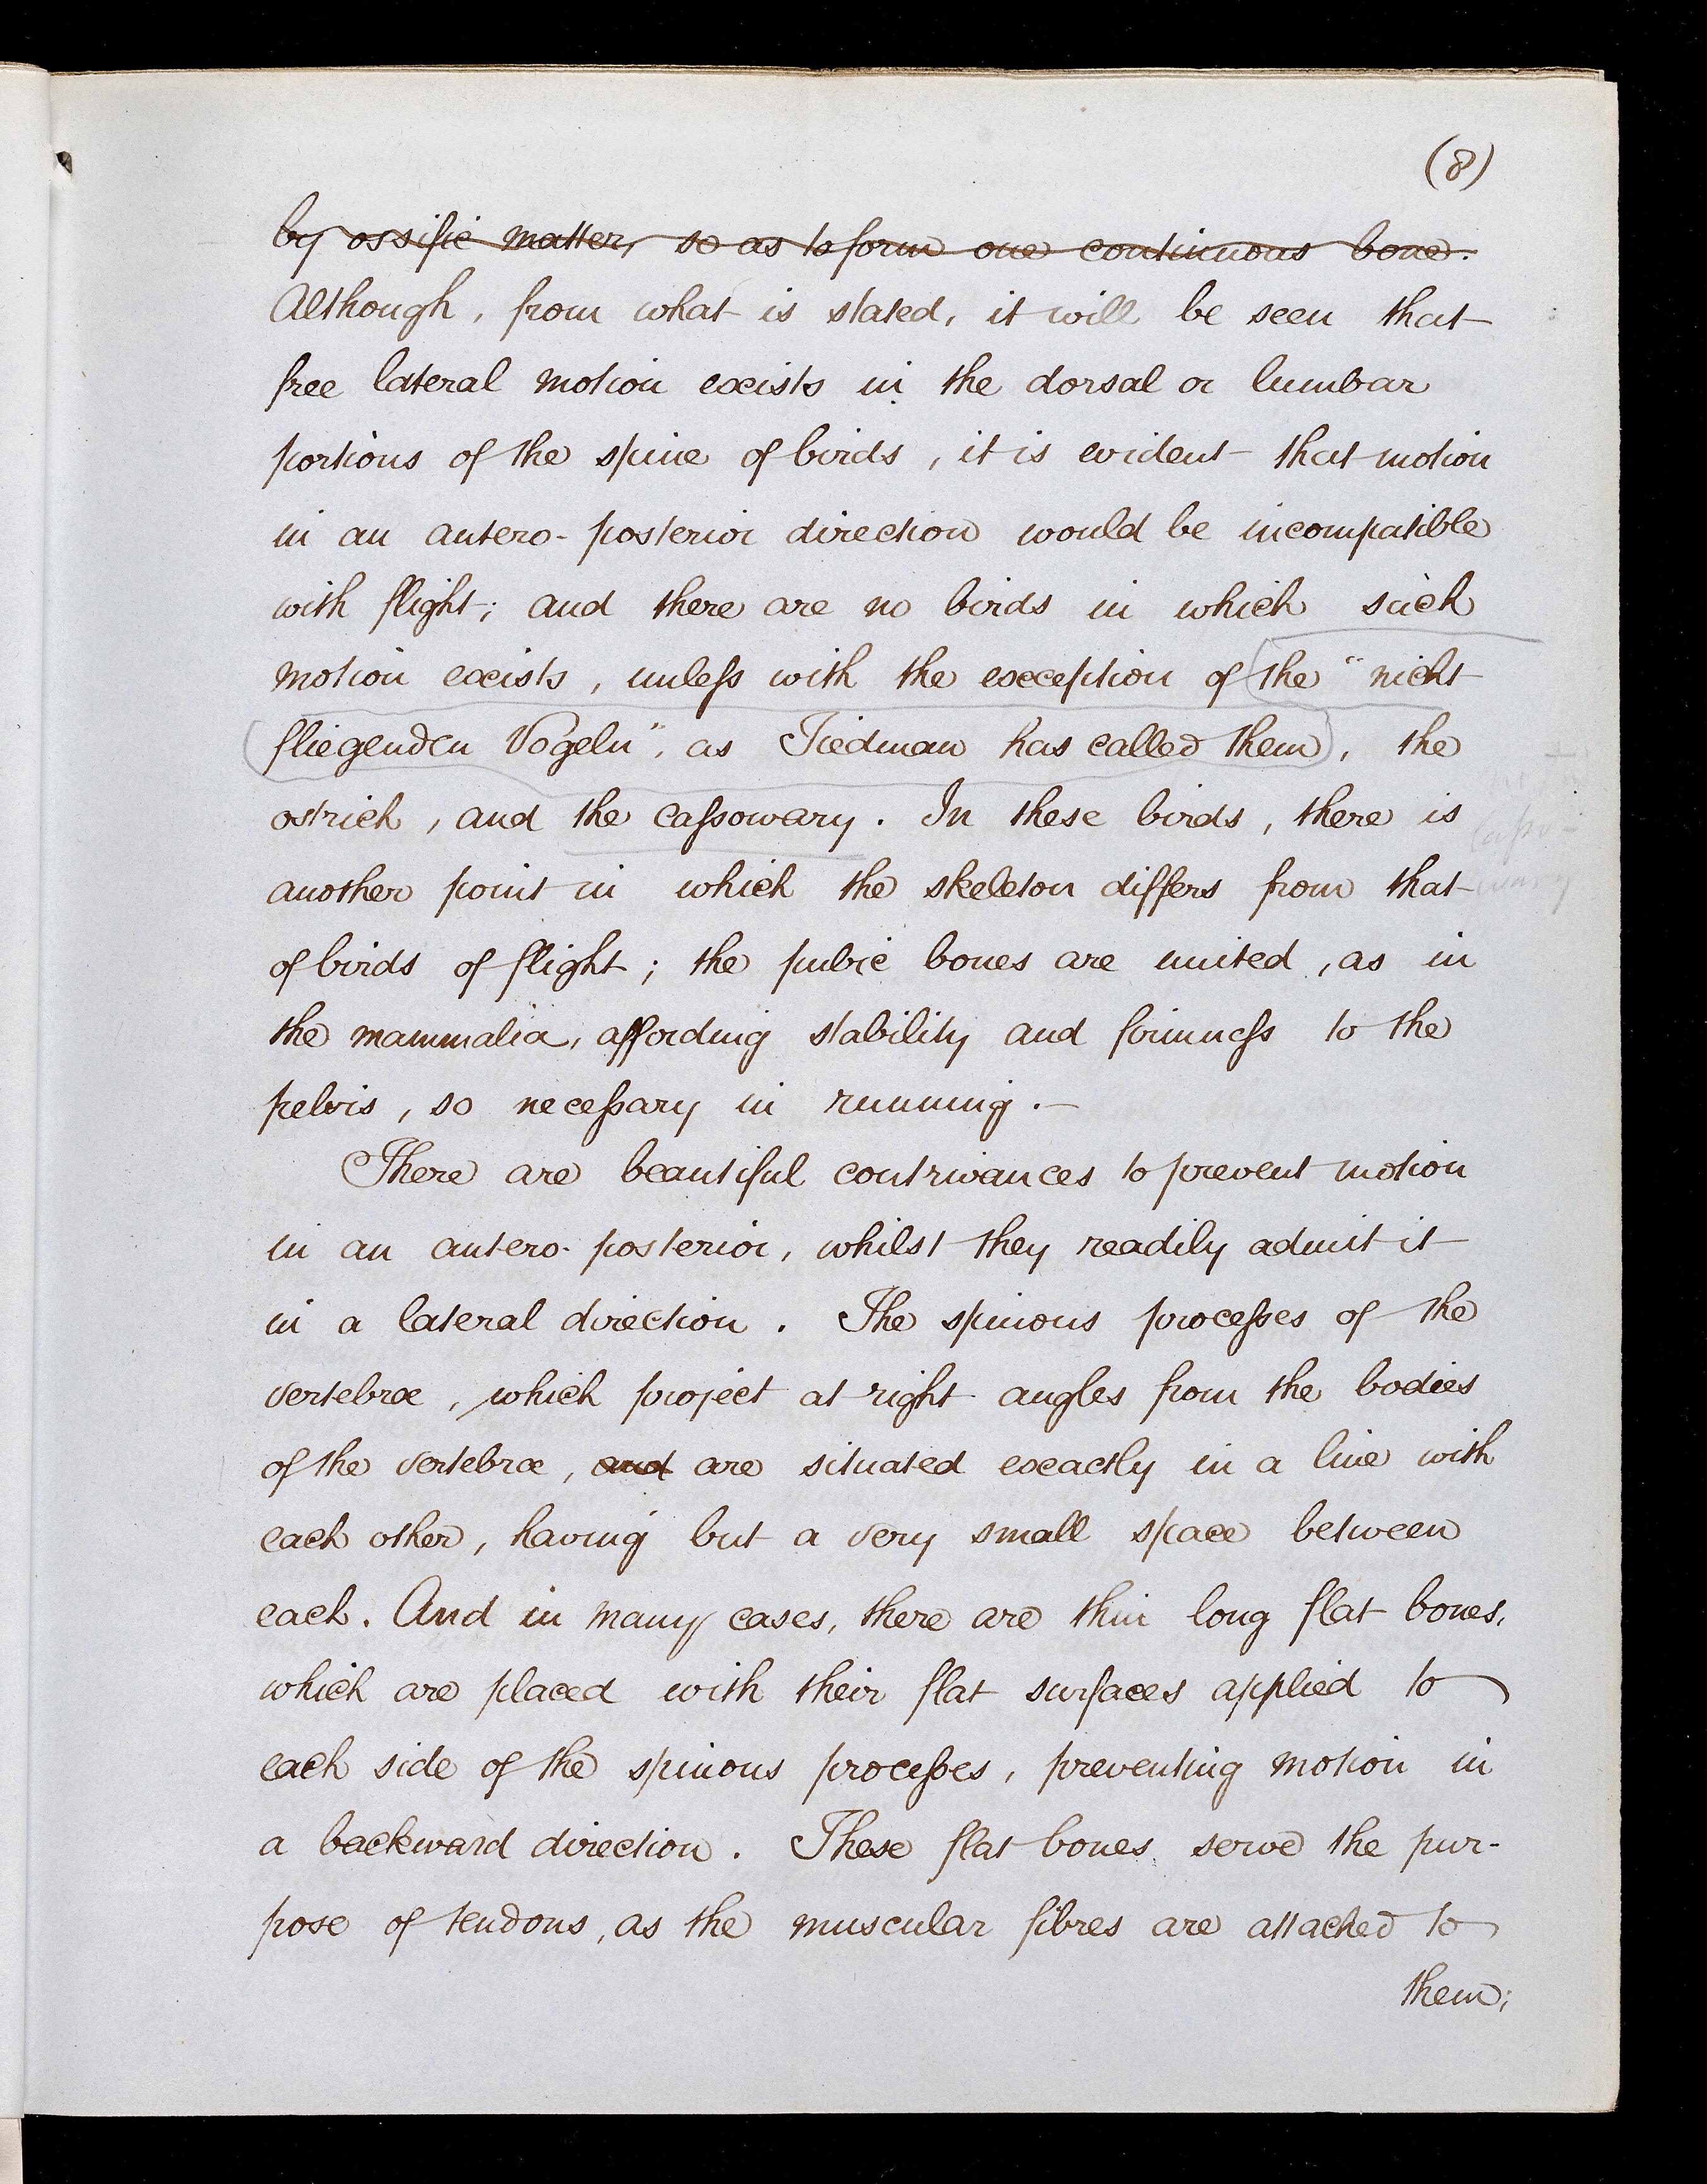 (8)
by ossific matter, so as to form one continuous bone.
Although, from what is stated, it will be seen that
free lateral motion exists in the dorsal or lumbar
portions of the spine of birds, it is evident that motion
in an antero-posterior direction would be incompatible
with flight; and there are no birds in which such
motion exists, unless with the exception of the "nicht
fliegenden Vögeln", as Tiedman has called them, the
ostrich, and the cassowary. In these birds, there is
another point in which the skeleton differs from that
of birds of flight; the pubic bones are united, as in
the mammalia, affording stability and firmness to the
pelvis, so necessary in running.—
There are beautiful contrivances to prevent motion
in an antero-posterior, whilst they readily admit it
in a lateral direction. The spinous processes of the
vertebræ, which project at right angles from the bodies
of the vertebræ, and are situated exactly in a line with
each other, having but a very small space between
each. And in many cases, there are thin long flat bones,
which are placed with their flat surfaces applied to
each side of the spinous processes, preventing motion in
a backward direction. These flat bones serve the pur-
pose of tendons, as the muscular fibres are attached to
them;